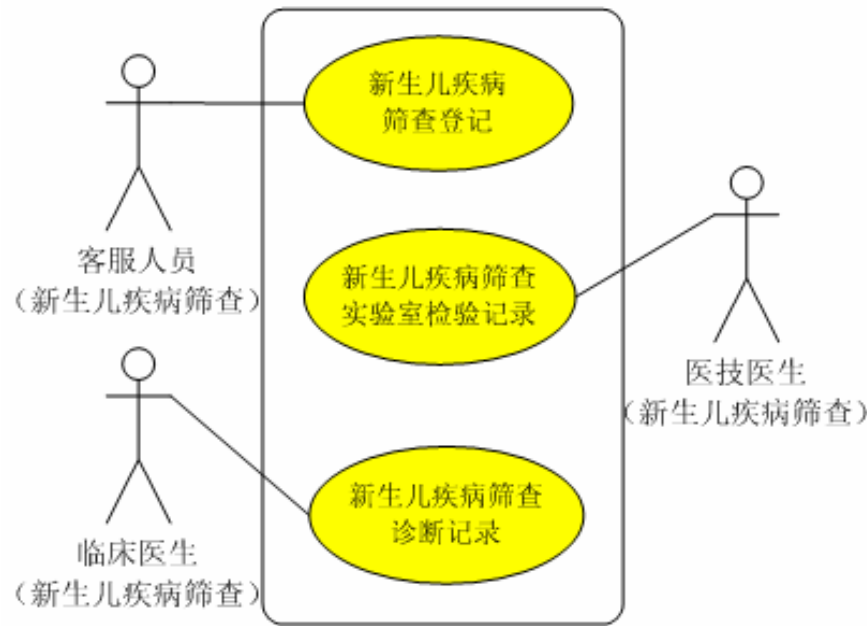 新生儿疾病
筛查登记
客服人员
（新生儿疾病筛查）
新生儿疾病筛查
实验室检验记录
医技医生
（新生儿疾病筛查）
新生儿疾病筛查
诊断记录
临床医生
（新生儿疾病筛查）